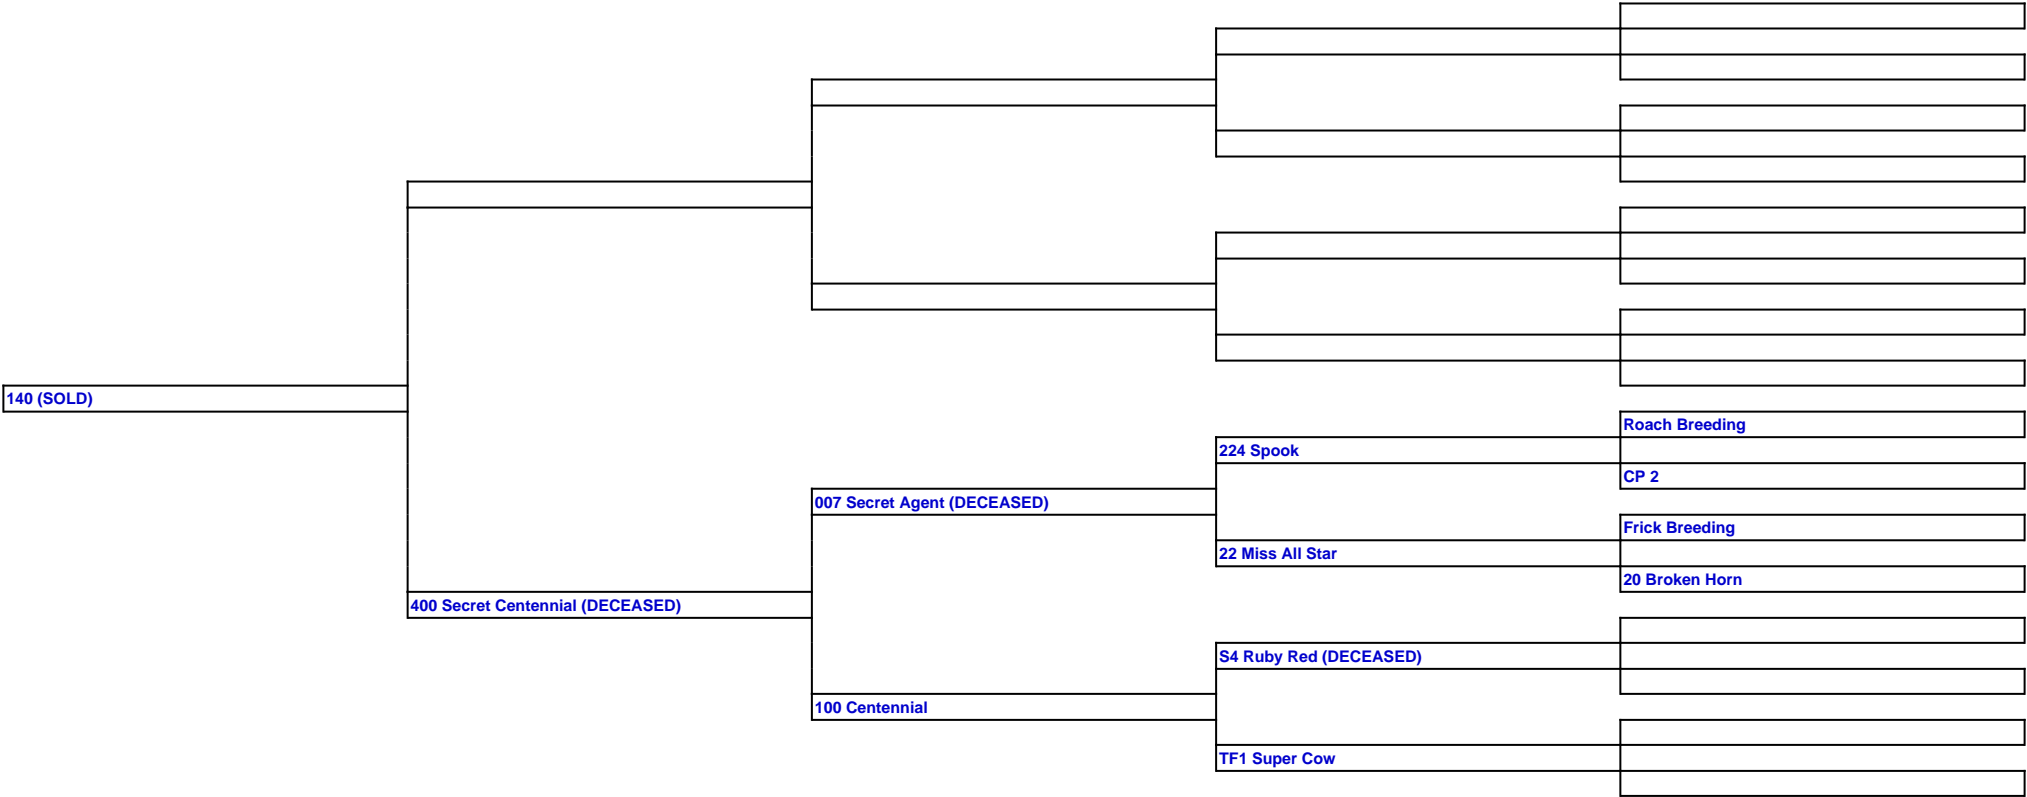 140 (SOLD)
400 Secret Centennial (DECEASED)
007 Secret Agent (DECEASED)
100 Centennial
224 Spook
22 Miss All Star
S4 Ruby Red (DECEASED)
TF1 Super Cow
Roach Breeding
CP 2
Frick Breeding
20 Broken Horn